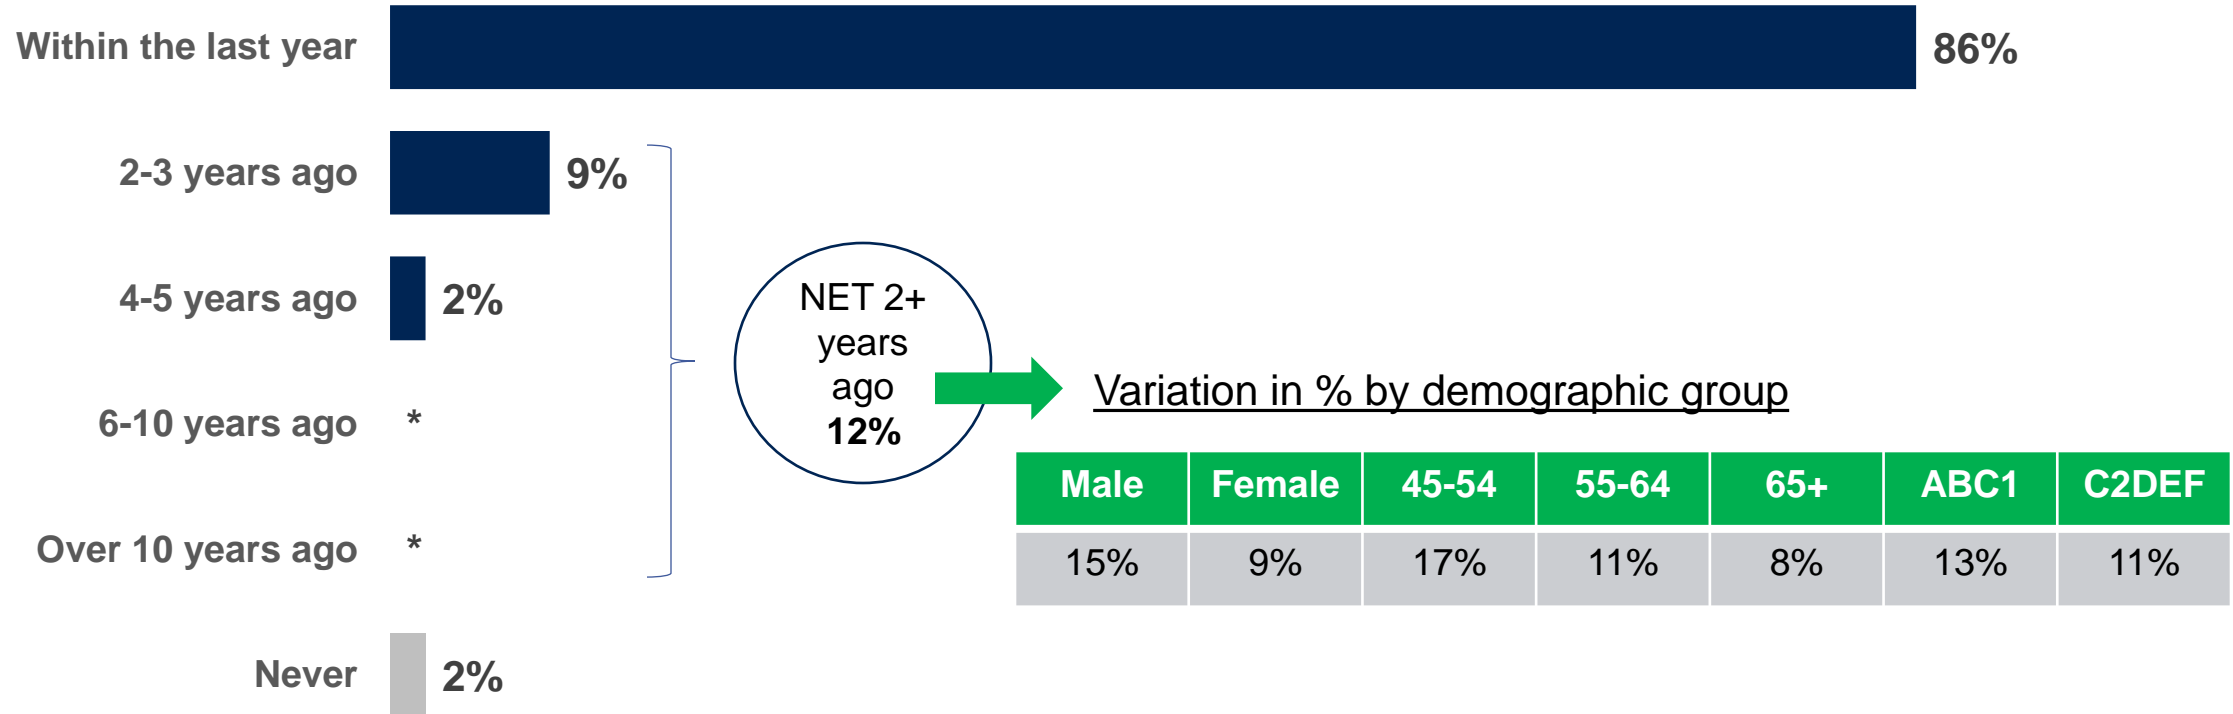 Within the last year 86%
2-3 years ago 9%
4-5 years ago 2%
6-10 years ago *
Over 10 years ago *
Never 2%
NET 2+
years
ago
12%
Variation in % by demographic group
Male Female 45-54 55-64 65+ ABC1 C2DEF
15% 9% 17% 11% 8% 13% 11%